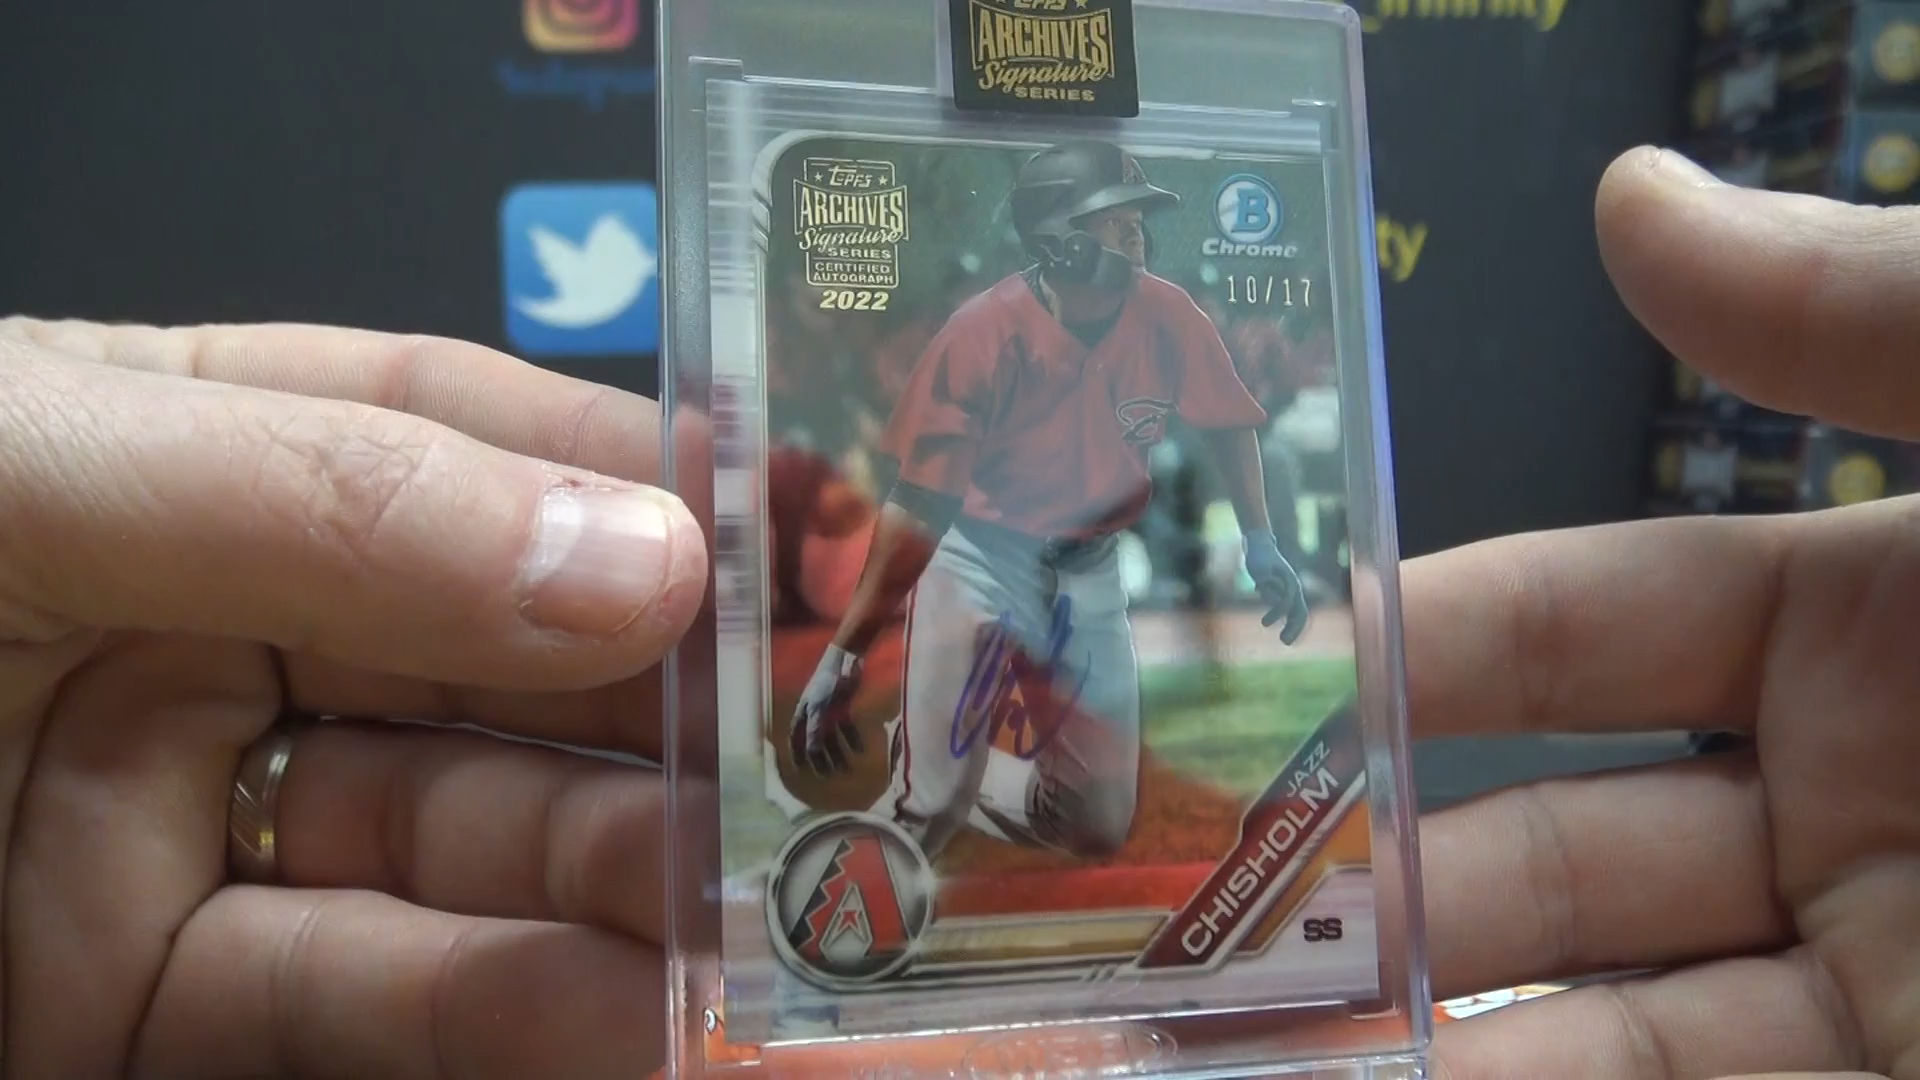 TOPPS
ARCHIVES
Signature
SERIES
TOPPS
ARCHIVES
Signature
SERIES
CERTIFIED
AUTOGRAPH
2022
B
Chrome
10/17
JAZZ
CHISHOLM
SS
A